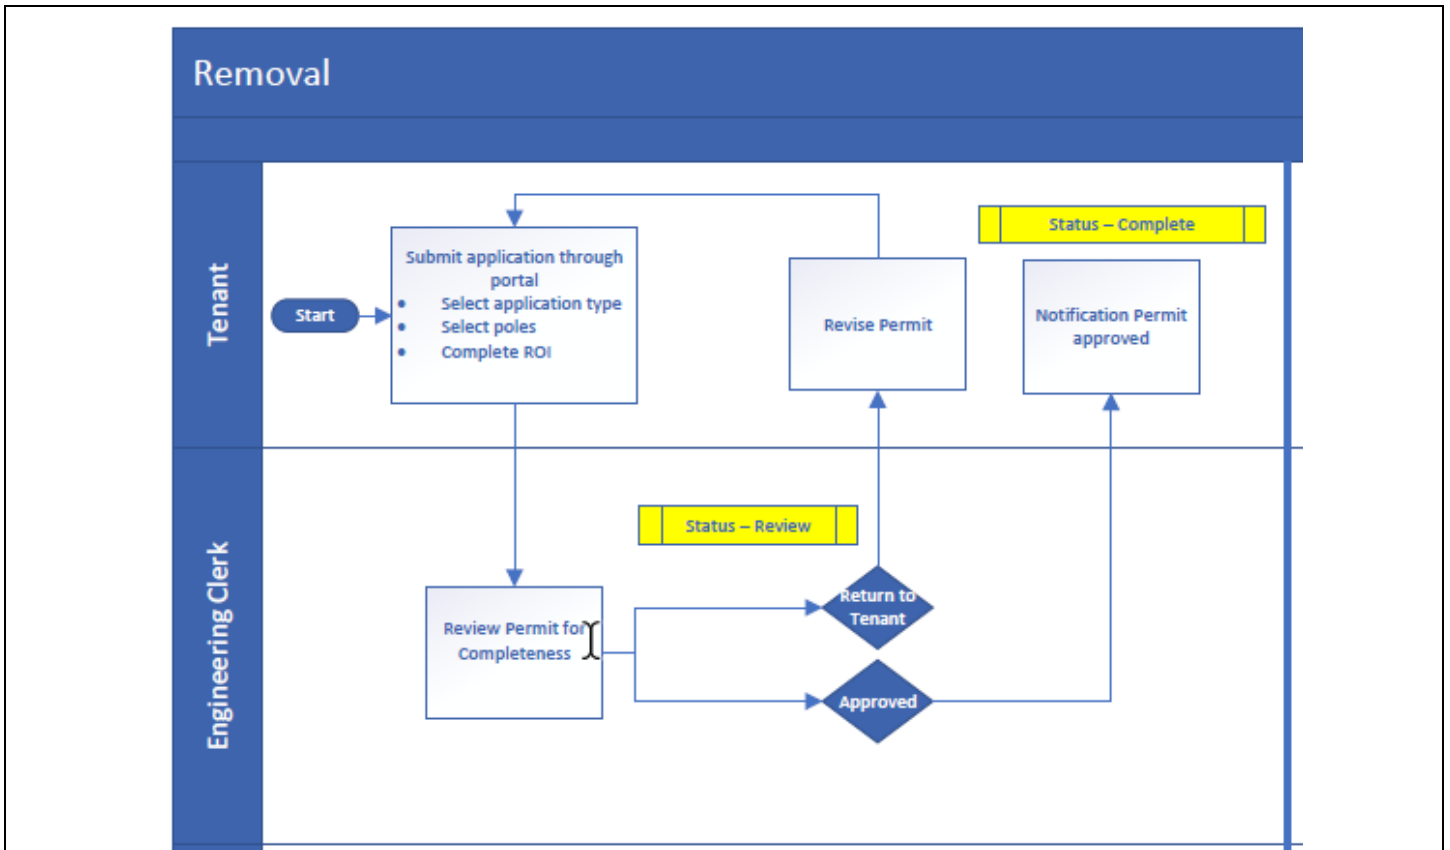 Removal
Tenant
Start
Submit application through
portal
• Select application type
• Select poles
• Complete ROI
Revise Permit
Status – Complete
Notification Permit
approved
Engineering Clerk
Status – Review
Review Permit for
Completeness
Return to
Tenant
Approved